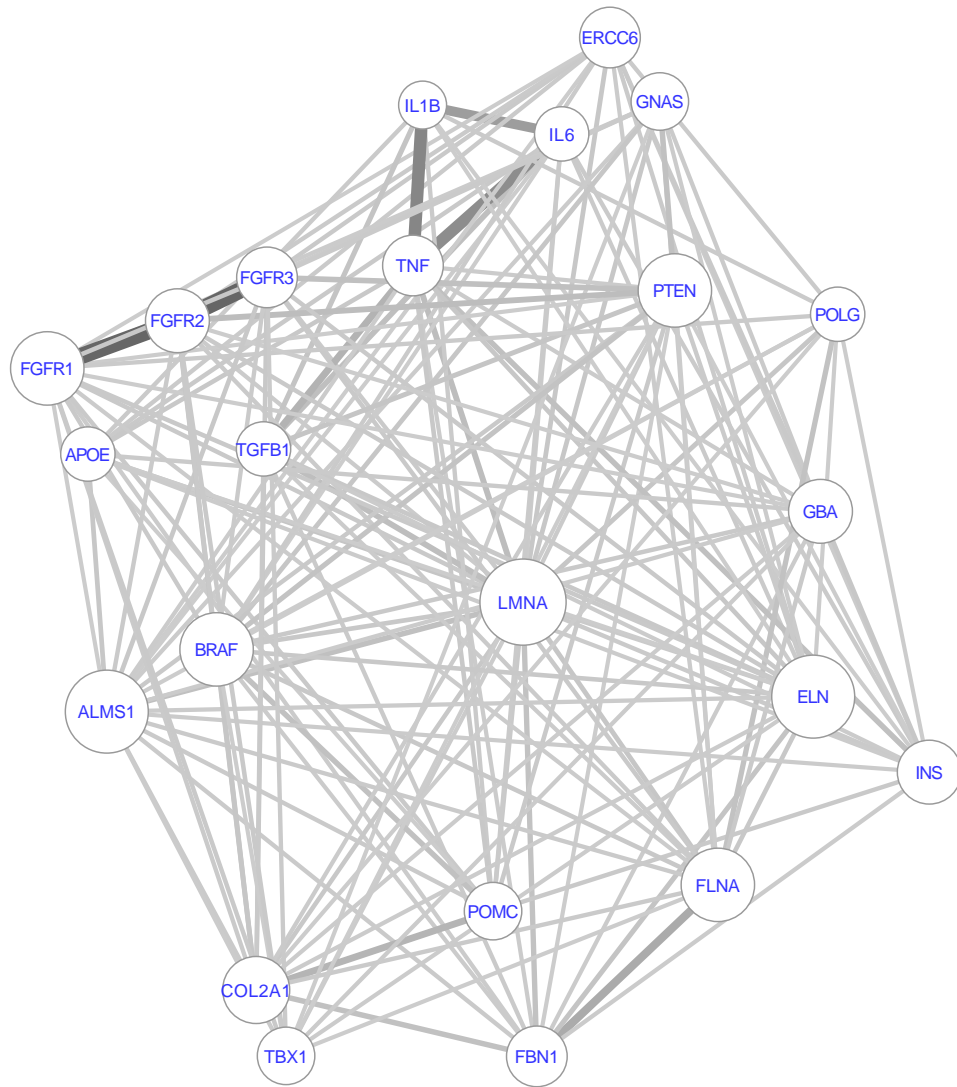 ERCC6
IL1B
GNAS
IL6
TNF
FGFR3
PTEN
FGFR2
POLG
FGFR1
TGFB1
APOE
GBA
LMNA
BRAF
ELN
ALMS1
INS
FLNA
POMC
COL2A1
TBX1
FBN1